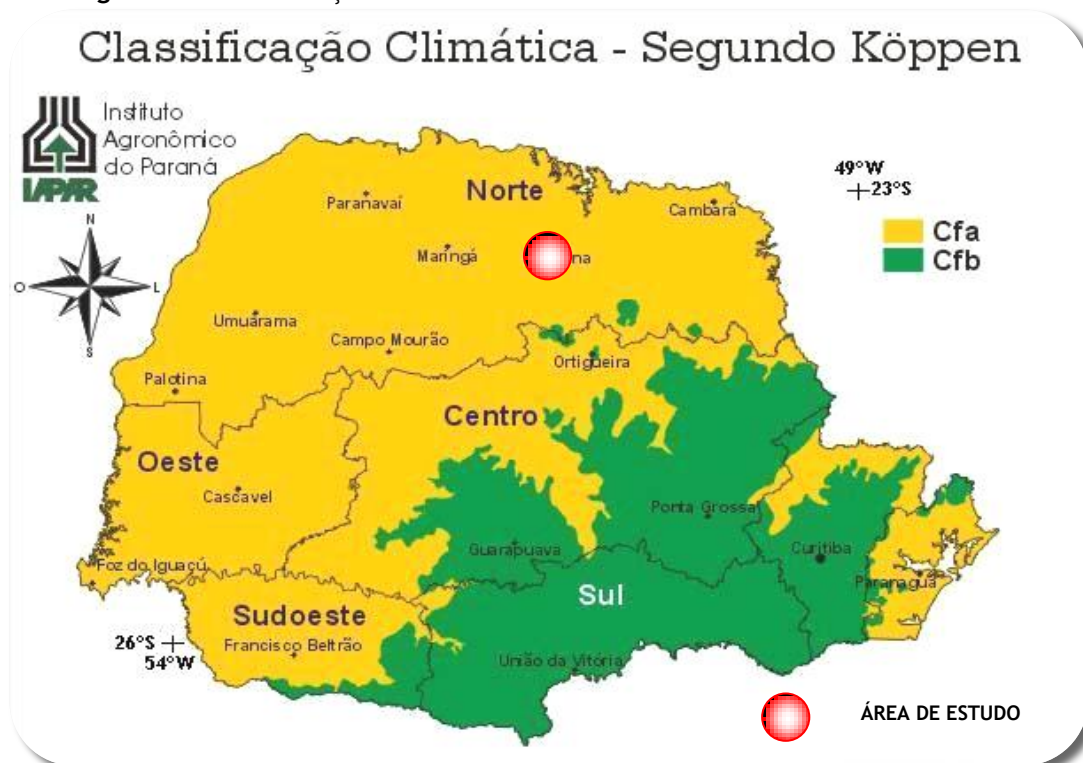 Classificação Climática - Segundo Köppen
Instituto
Agronômico
do Paraná
IAPAR
N
O
L
S
49°W
23°S
Cfa
Cfb
Norte
Paranavaí
Cambará
Maringá
na
Umuarama
Campo Mourão
Ortigueira
Palotina
Centro
Oeste
Cascavel
Ponta Grossa
Guarapuava
Curitiba
Foz do Iguaçú
Paranaguá
Sul
Sudoeste
26°S
54°W
Francisco Beltrão
União da Vitória
ÁREA DE ESTUDO